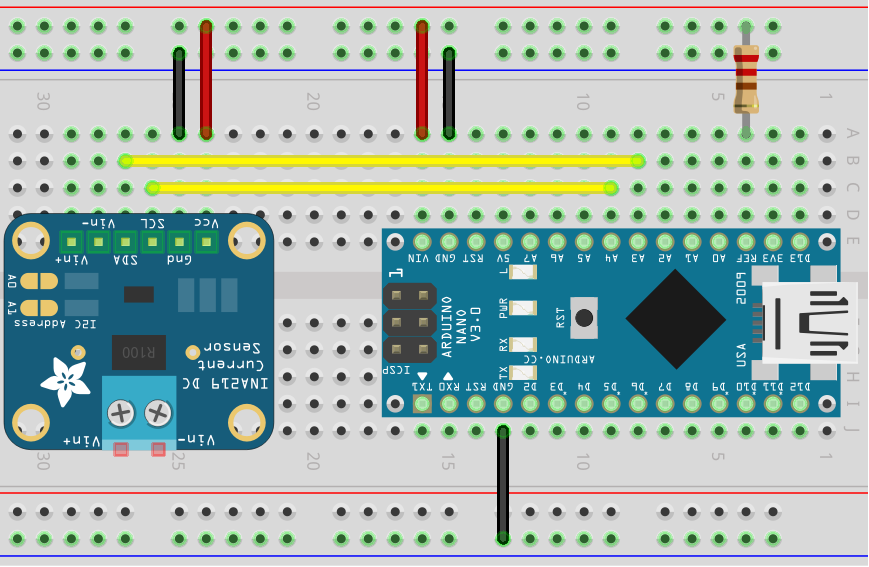 30 20 10 5 1
A
B
C
D
E
H
I
J
Vin- SCL Vcc
Vin+ SDA Gnd
A0
A1
I2C Address
R100
INA219 DC
Current
Sensor
Vin+ Vin-
VIN GND RST 5V A7 A6 A5 A4 A3 A2 A1 A0 REF 3V3 D13
1
ICSP
ARDUINO
NANO
V3.0
L
PWR
RX
TX
RST
ARDUINO.CC
USA
2009
TX1 RX0 RST GND D2 D3 D4 D5 D6 D7 D8 D9 D10 D11 D12
30 25 20 15 10 5 1